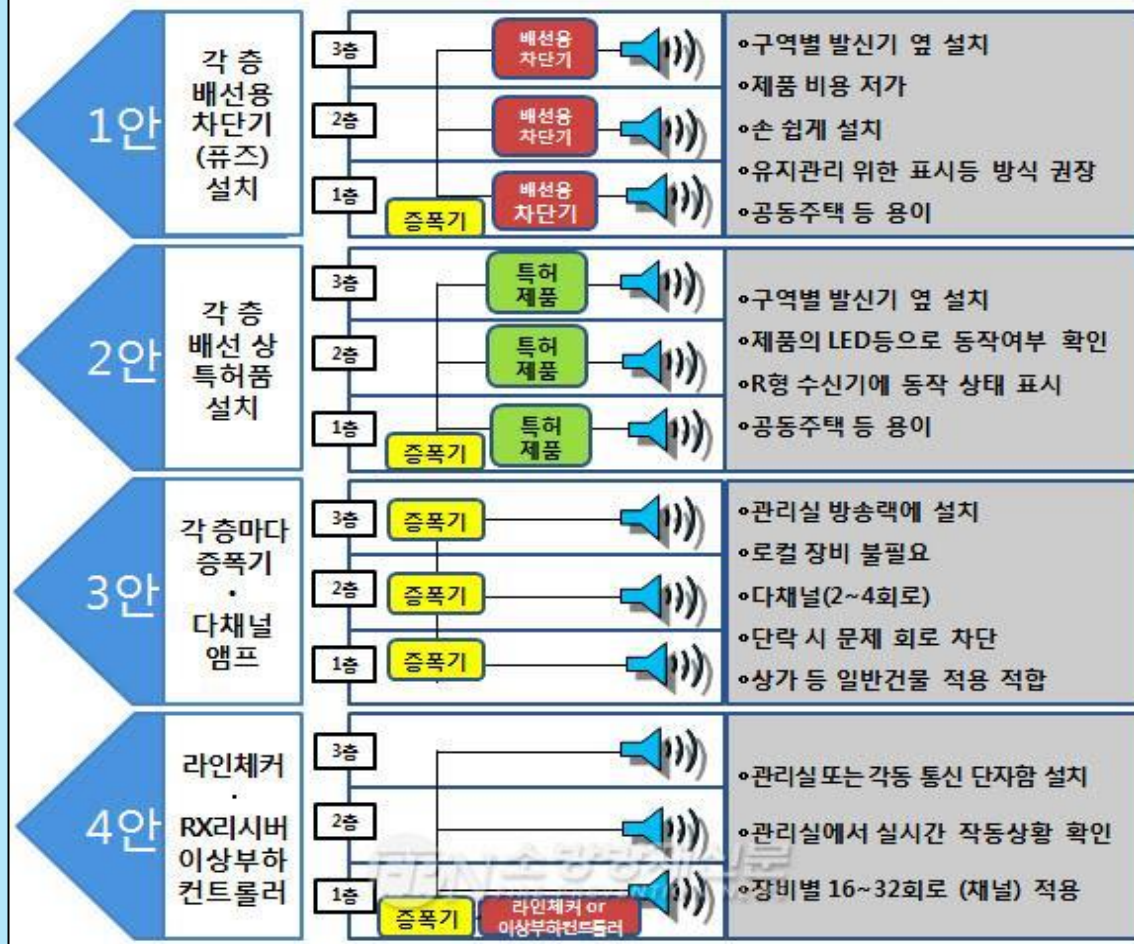 1안
각 층
배선용
차단기
(퓨즈)
설치
3층
배선용
차단기
2층
배선용
차단기
1층
증폭기
배선용
차단기
•구역별 발신기 옆 설치
•제품 비용 저가
•손 쉽게 설치
•유지관리 위한 표시등 방식 권장
•공동주택 등 용이
2안
각 층
배선 상
특허품
설치
3층
특허
제품
2층
특허
제품
1층
증폭기
특허
제품
•구역별 발신기 옆 설치
•제품의 LED등으로 동작여부 확인
•R형 수신기에 동작 상태 표시
•공동주택 등 용이
3안
각 층마다
증폭기
·
다채널
앰프
3층
증폭기
2층
증폭기
1층
증폭기
•관리실 방송랙에 설치
•로컬 장비 불필요
•다채널(2~4회로)
•단락 시 문제 회로 차단
•상가 등 일반건물 적용 적합
4안
라인체커
·
RX리시버
이상부하
컨트롤러
3층
2층
1층
증폭기
라인체커 or
이상부하컨트롤러
•관리실 또는 각동 통신 단자함 설치
•관리실에서 실시간 작동상황 확인
•장비별 16~32회로 (채널) 적용
FPN 소방방재신문